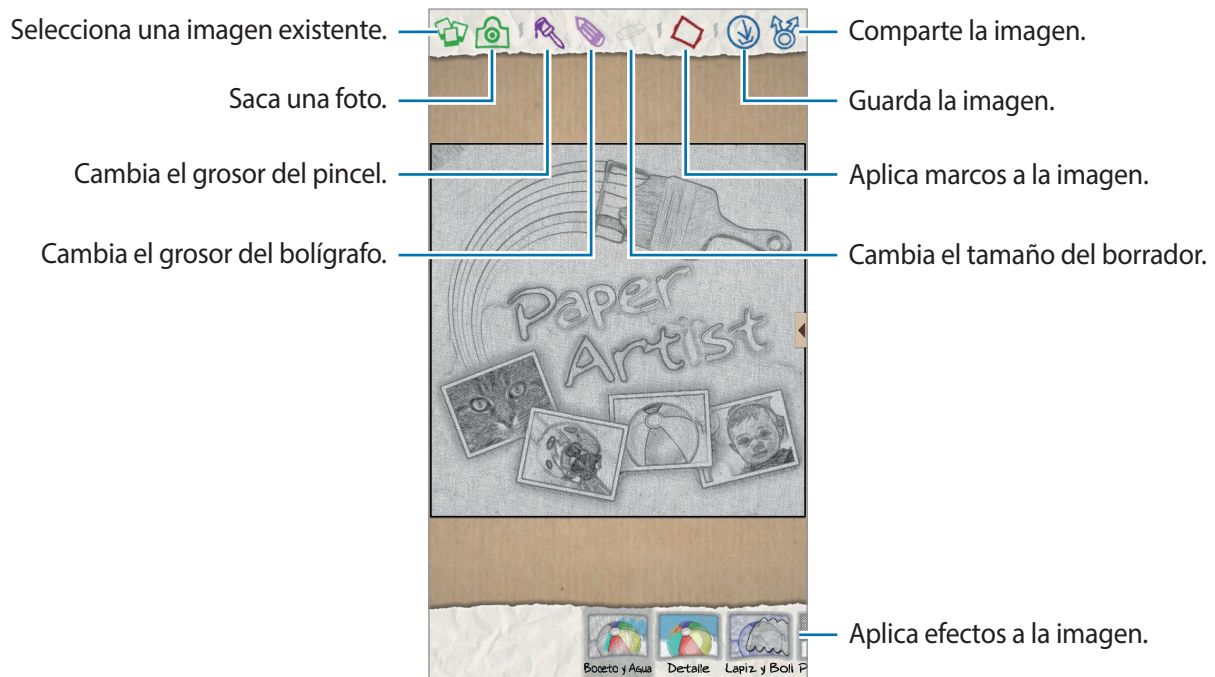 Selecciona una imagen existente.
Comparte la imagen.
Saca una foto.
Guarda la imagen.
Cambia el grosor del pincel.
Aplica marcos a la imagen.
Cambia el grosor del bolígrafo.
Cambia el tamaño del borrador.
Paper
Artist
Aplica efectos a la imagen.
Boceto y Agua Detalle Lapiz y Boli P